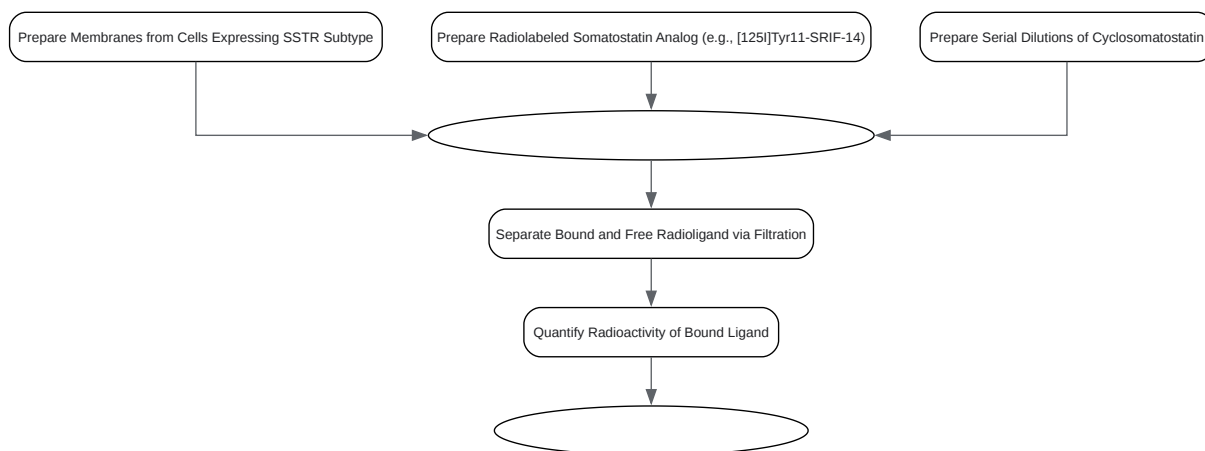 Prepare Membranes from Cells Expressing SSTR Subtype
Prepare Radiolabeled Somatostatin Analog (e.g., [125I]Tyr11-SRIF-14)
Prepare Serial Dilutions of Cyclosomatostatin
Separate Bound and Free Radioligand via Filtration
Quantify Radioactivity of Bound Ligand